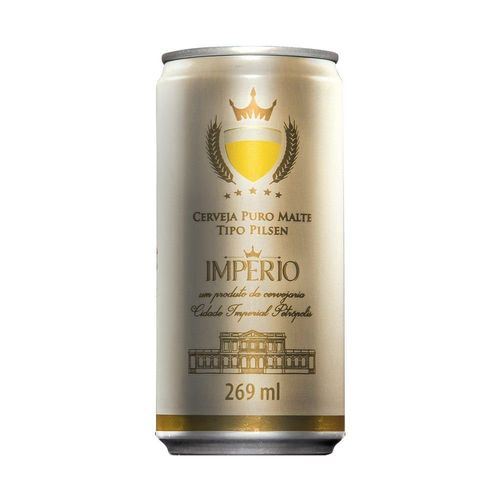 CERVEJA PURO MALTE
TIPO PILSEN
IMPÉRIO
um produto da cervejaria
Cidade Imperial Petrópolis
269 ml